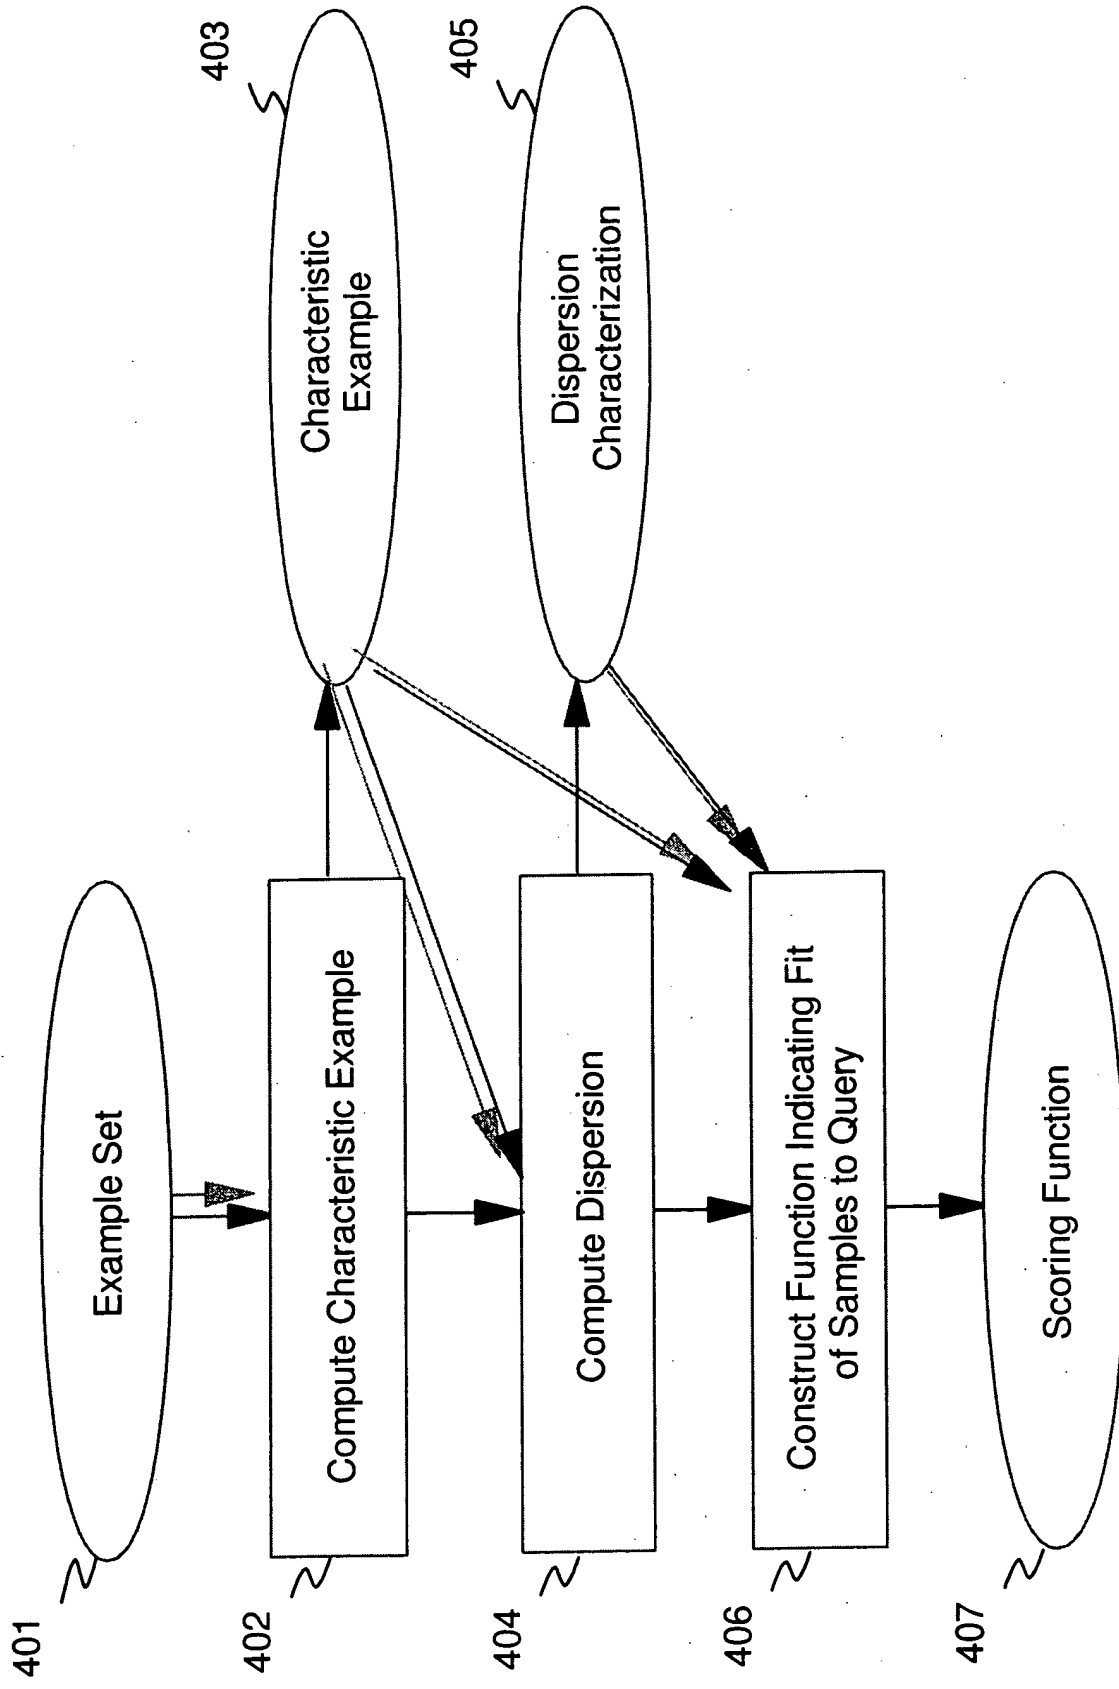 401
Example Set
402
Compute Characteristic Example
403
Characteristic
Example
404
Compute Dispersion
405
Dispersion
Characterization
406
Construct Function Indicating Fit
of Samples to Query
407
Scoring Function